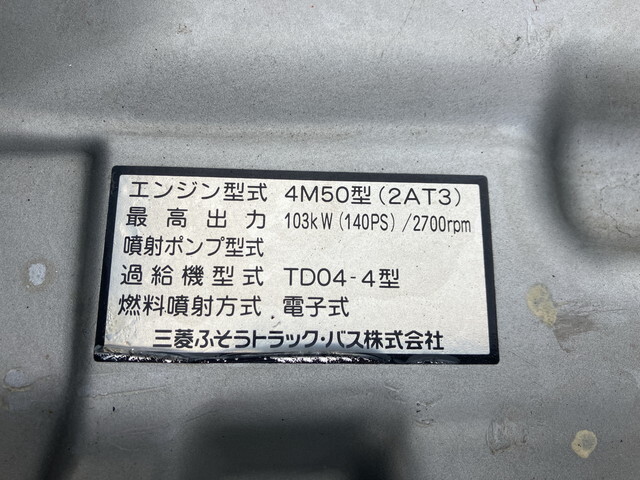 エンジン型式 4M50型(2AT3)
最高出力 103kW(140PS)/2700rpm
噴射ポンプ型式
過給機型式 TD04-4型
燃料噴射方式 電子式
三菱ふそうトラック・バス株式会社